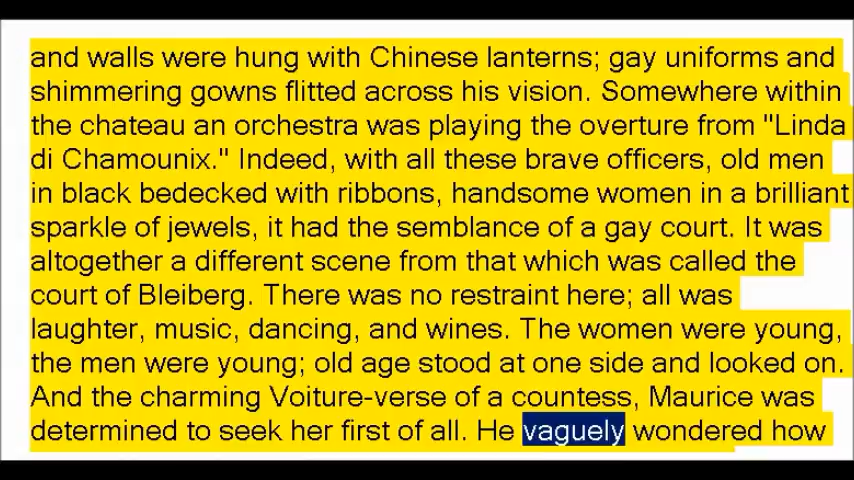 and walls were hung with Chinese lanterns; gay uniforms and
shimmering gowns flitted across his vision. Somewhere within
the chateau an orchestra was playing the overture from "Linda
di Chamounix." Indeed, with all these brave officers, old men
in black bedecked with ribbons, handsome women in a brilliant
sparkle of jewels, it had the semblance of a gay court. It was
altogether a different scene from that which was called the
court of Bleiberg. There was no restraint here; all was
laughter, music, dancing, and wines. The women were young,
the men were young; old age stood at one side and looked on.
And the charming Voiture-verse of a countess, Maurice was
determined to seek her first of all. He vaguely wondered how